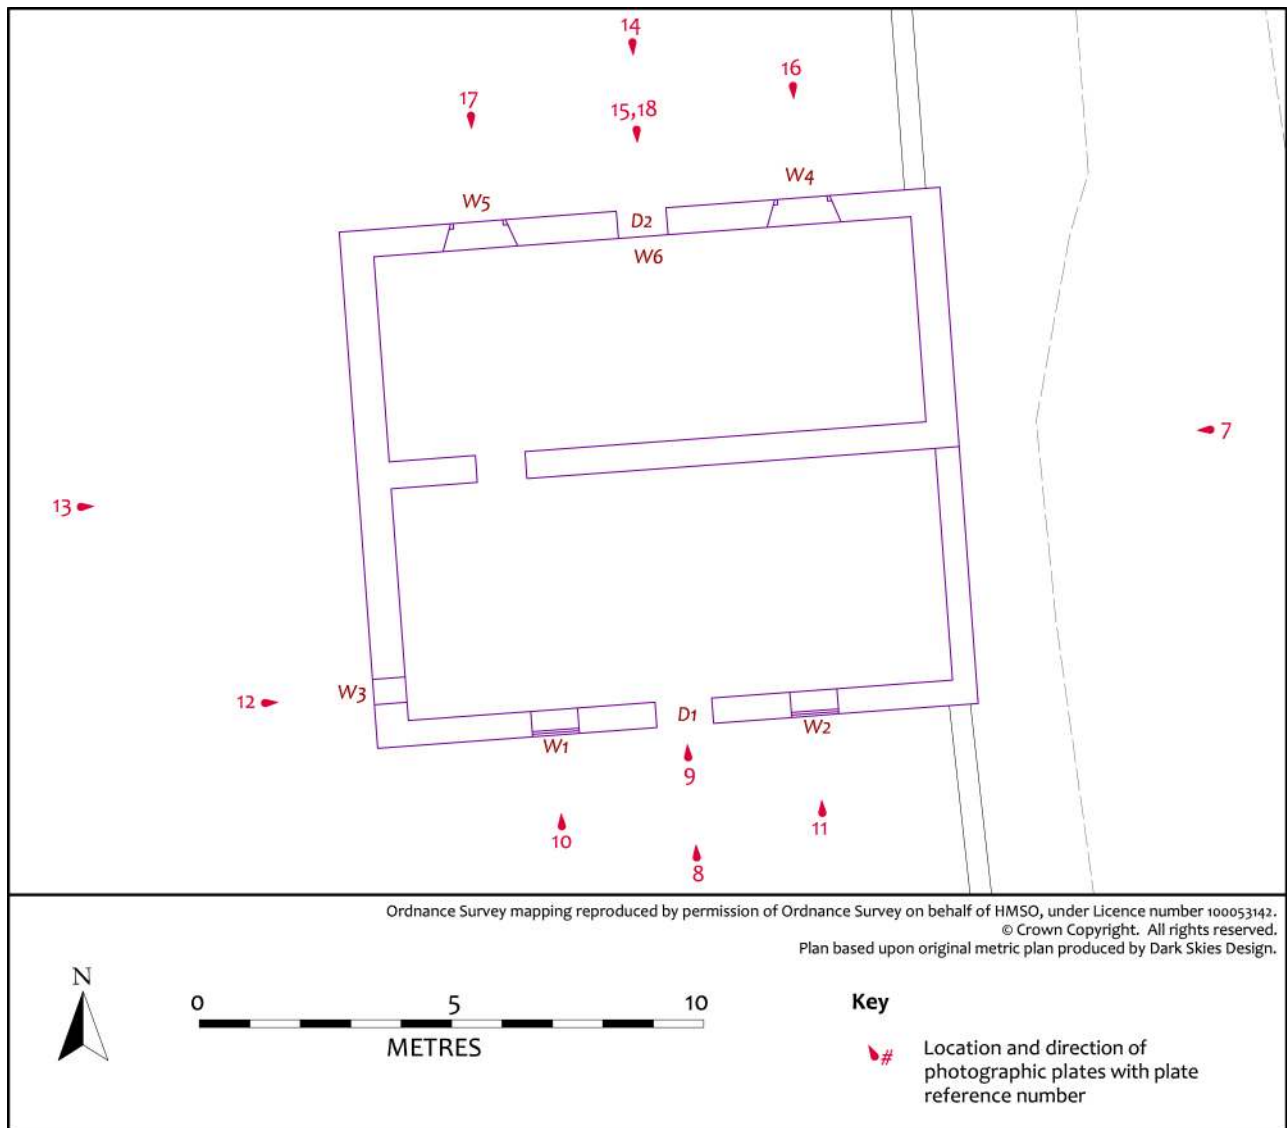 14
16
17
15,18
W4
W5
D2
W6
7
13
12
W3
D1
W2
W1
9
11
10
8
Ordnance Survey mapping reproduced by permission of Ordnance Survey on behalf of HMSO, under Licence number 100053142.
© Crown Copyright. All rights reserved.
Plan based upon original metric plan produced by Dark Skies Design.
N
0 5 10
METRES
Key
#
Location and direction of
photographic plates with plate
reference number